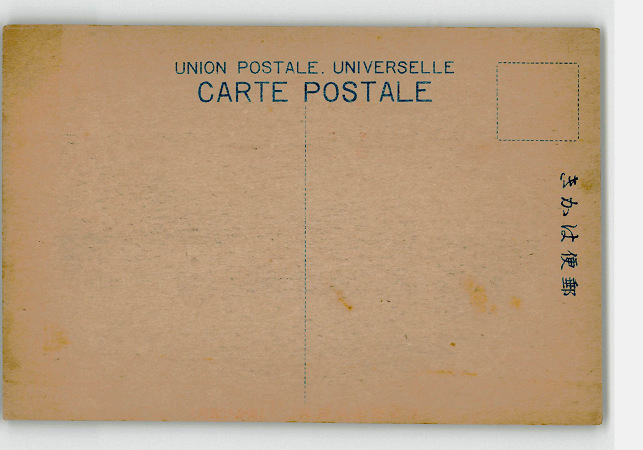 UNION POSTALE. UNIVERSELLE
CARTE POSTALE
きかは便郵